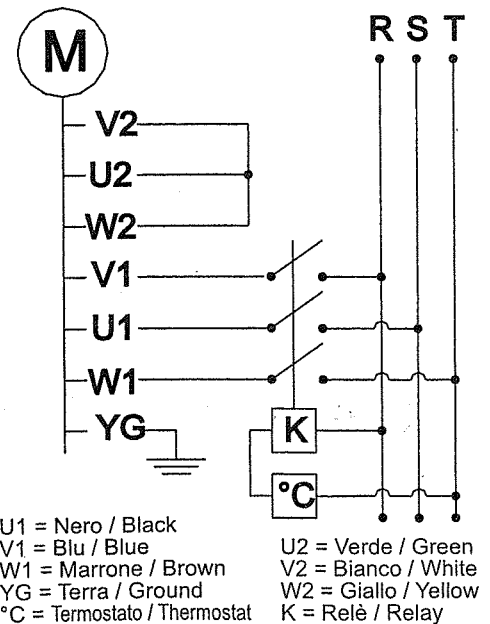 M
R S T
V2
U2
W2
V1
U1
W1
YG
K
°C
U1 = Nero / Black
V1 = Blu / Blue
W1 = Marrone / Brown
YG = Terra / Ground
°C = Termostato / Thermostat
U2 = Verde / Green
V2 = Bianco / White
W2 = Giallo / Yellow
K = Relè / Relay